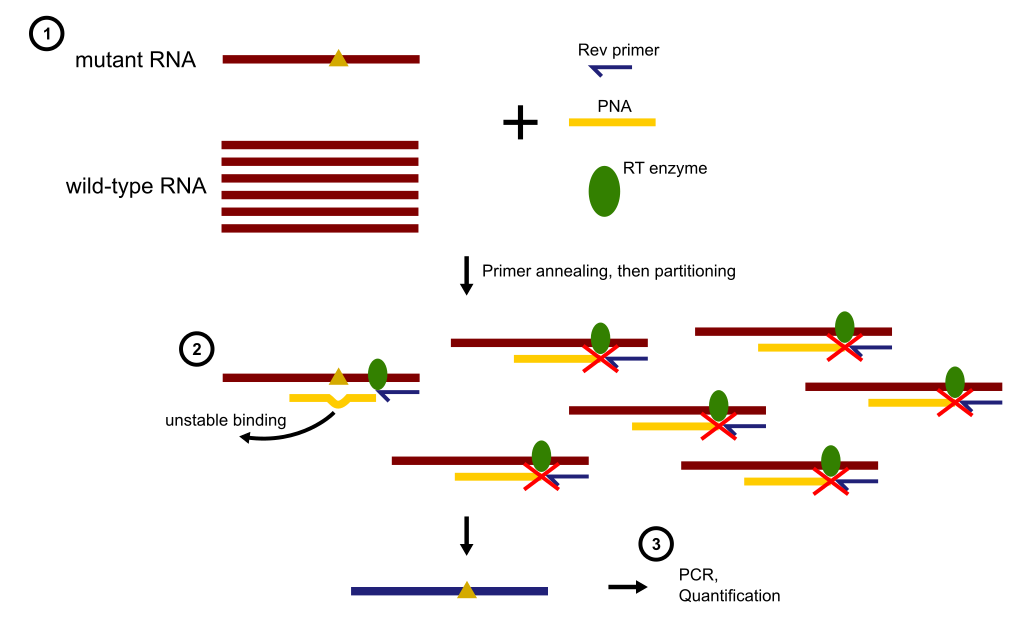 1
mutant RNA
Rev primer
PNA
RT enzyme
wild-type RNA
Primer annealing, then partitioning
2
unstable binding
3
PCR,
Quantification